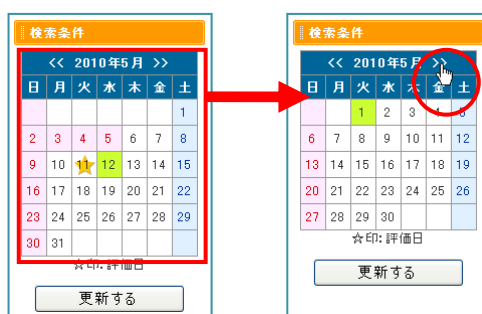 検索条件
<< 2010年5月 >>
日 月 火 水 木 金 土
1
2 3 4 5 6 7 8
9 10 11 12 13 14 15
16 17 18 19 20 21 22
23 24 25 26 27 28 29
30 31
☆印:評価日
更新する
検索条件
<< 2010年5月 >>
日 月 火 水 木 金 土
1 2 3 4 5
6 7 8 9 10 11 12
13 14 15 16 17 18 19
20 21 22 23 24 25 26
27 28 29 30
☆印:評価日
更新する